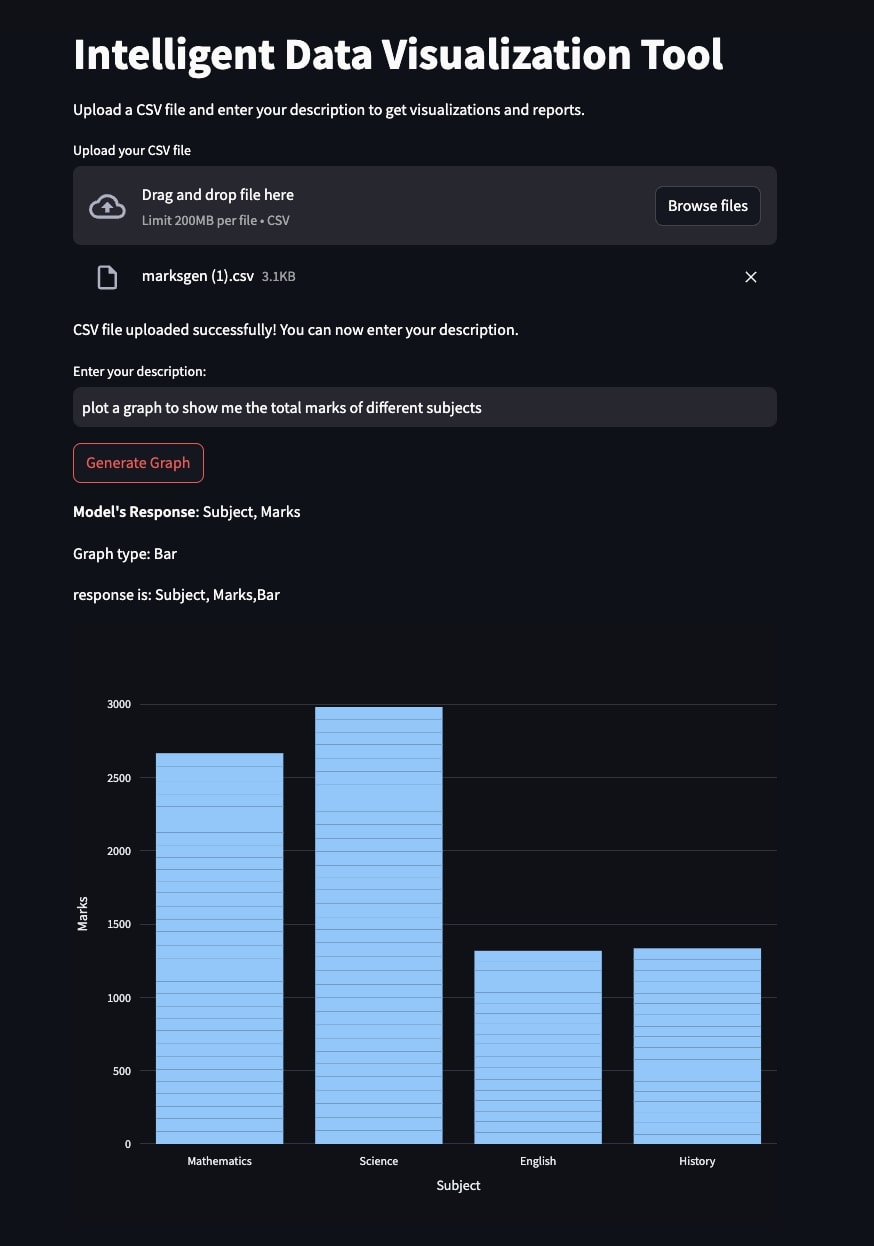 Intelligent Data Visualization Tool
Upload a CSV file and enter your description to get visualizations and reports.
Upload your CSV file
Drag and drop file here
Limit 200MB per file • CSV
Browse files
marksgen (1).csv 3.1KB
CSV file uploaded successfully! You can now enter your description.
Enter your description:
plot a graph to show me the total marks of different subjects
Generate Graph
Model's Response: Subject, Marks
Graph type: Bar
response is: Subject, Marks,Bar
3000
2500
2000
1500
1000
500
0
Marks
Mathematics Science English History
Subject